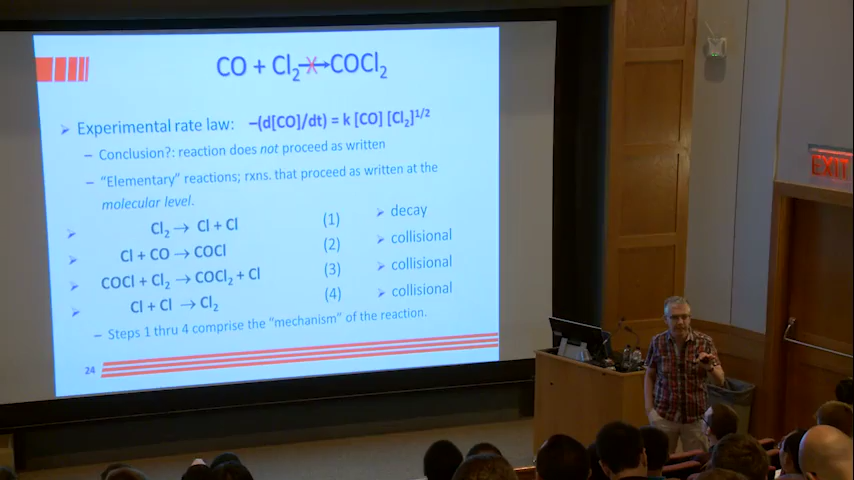 CO + Cl₂ → COCl₂
➢ Experimental rate law: –(d[CO]/dt) = k [CO] [Cl₂]^1/2
– Conclusion?: reaction does not proceed as written
– "Elementary" reactions; rxns. that proceed as written at the
molecular level.
➢ Cl₂ → Cl + Cl (1) ➢ decay
➢ Cl + CO → COCl (2) ➢ collisional
➢ COCl + Cl₂ → COCl₂ + Cl (3) ➢ collisional
➢ Cl + Cl → Cl₂ (4) ➢ collisional
– Steps 1 thru 4 comprise the "mechanism" of the reaction.
24
EXIT